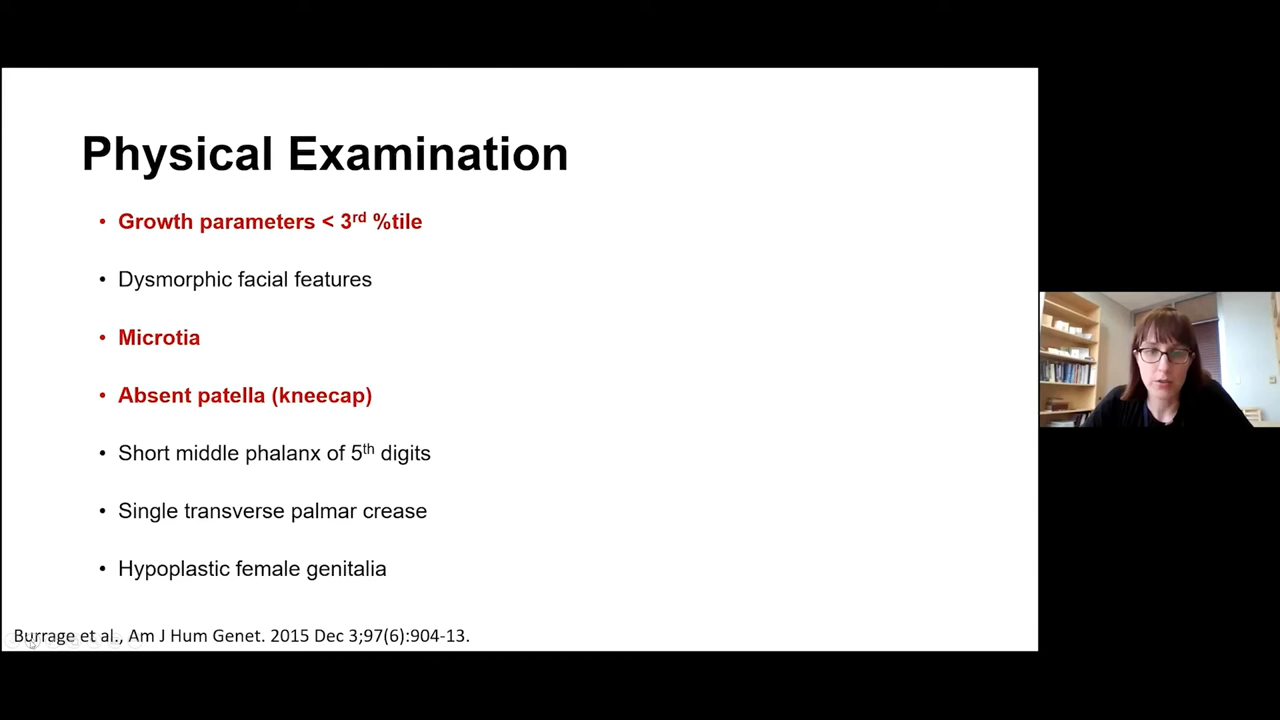 Physical Examination
• Growth parameters < 3rd %tile
• Dysmorphic facial features
• Microtia
• Absent patella (kneecap)
• Short middle phalanx of 5th digits
• Single transverse palmar crease
• Hypoplastic female genitalia
Burrage et al., Am J Hum Genet. 2015 Dec 3;97(6):904-13.